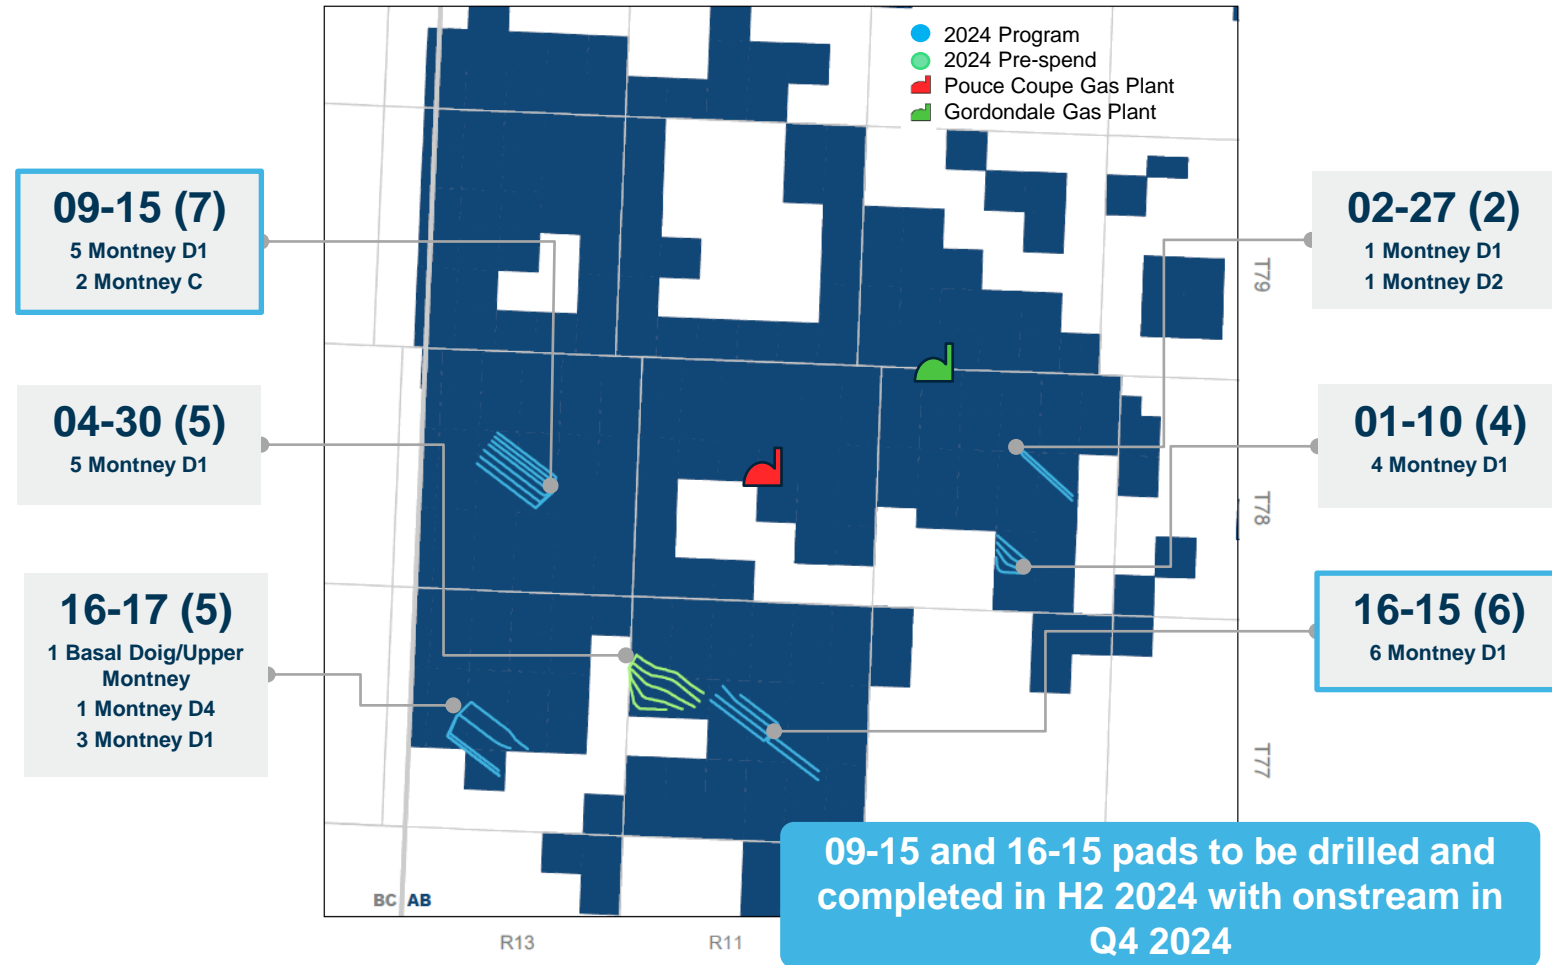 2024 Program
2024 Pre-spend
Pouce Coupe Gas Plant
Gordondale Gas Plant
09-15 (7)
5 Montney D1
2 Montney C
04-30 (5)
5 Montney D1
16-17 (5)
1 Basal Doig/Upper
Montney
1 Montney D4
3 Montney D1
02-27 (2)
1 Montney D1
1 Montney D2
01-10 (4)
4 Montney D1
16-15 (6)
6 Montney D1
T79
T78
T77
BC AB
R13
R11
09-15 and 16-15 pads to be drilled and
completed in H2 2024 with onstream in
Q4 2024